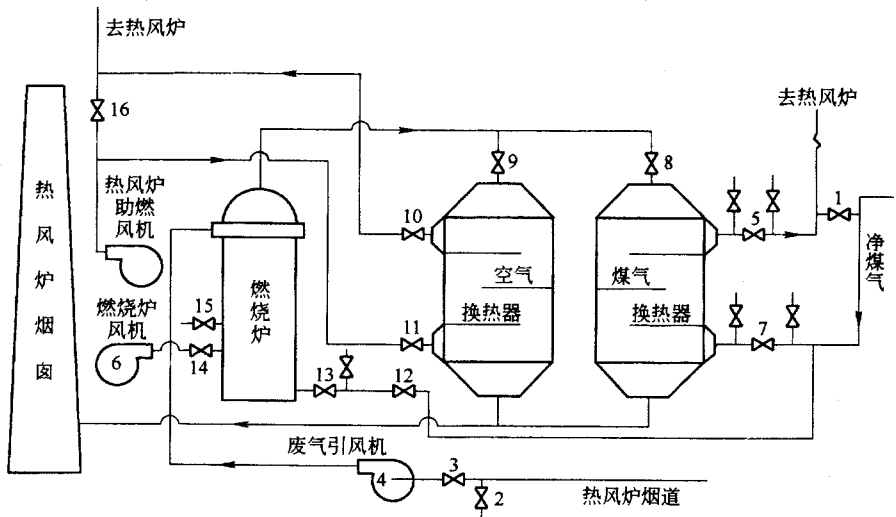 去热风炉
16
热风炉
助燃
风机
燃烧炉
风机
6
15
14
热风炉烟囱
燃烧炉
13
12
10
11
9
8
空气
换热器
煤气
换热器
去热风炉
1
5
7
净煤气
废气引风机
4
3
2
热风炉烟道